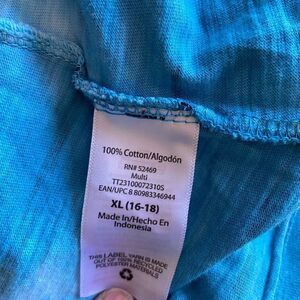 100% Cotton/Algodón
RN# 52469
Multi
TT23100072310S
EAN/UPC 8 80983346944
XL (16-18)
Made In/Hecho En
Indonesia
THIS LABEL YARN IS MADE
OUT OF 100% RECYCLED
POLYESTER MATERIALS